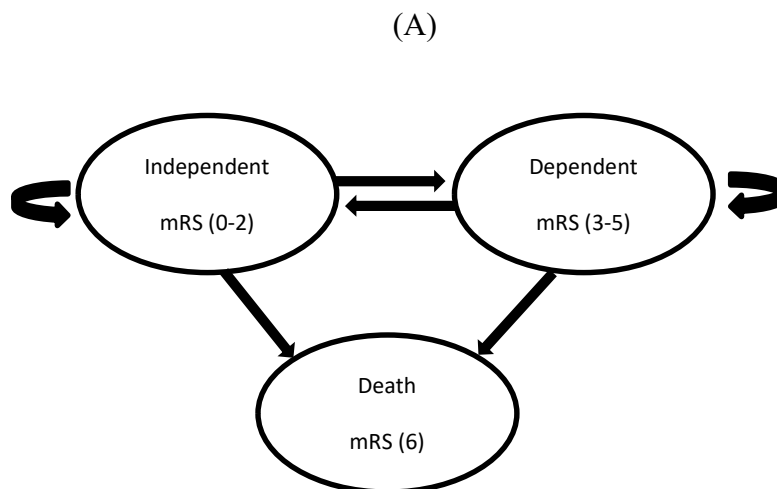 (A)
Independent
mRS (0-2)
Dependent
mRS (3-5)
Death
mRS (6)